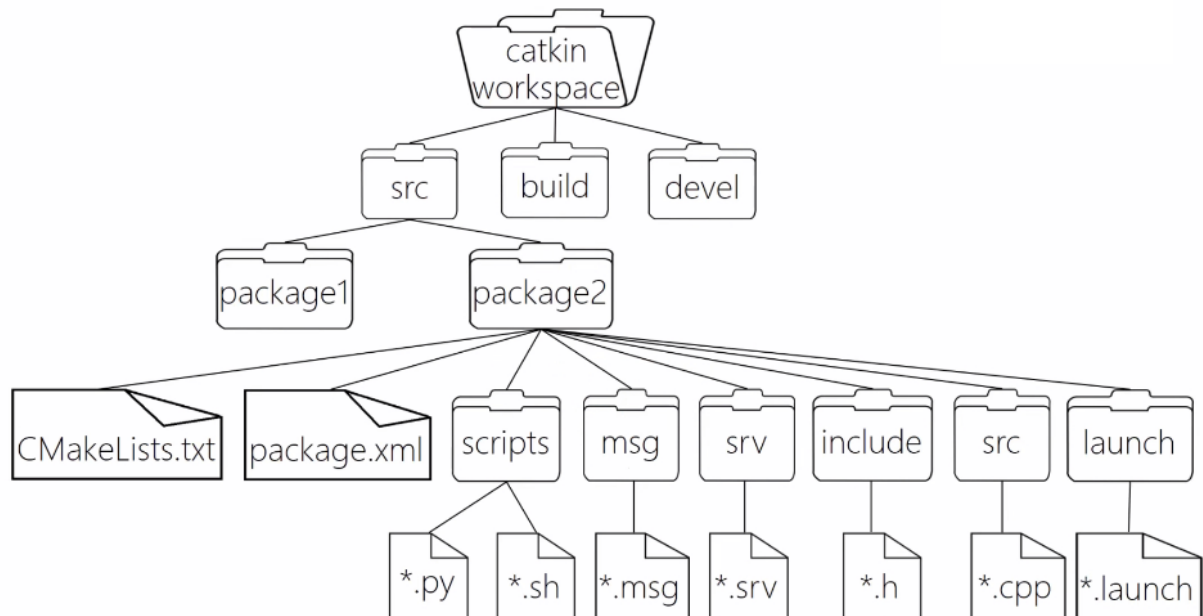 catkin
workspace
src
build
devel
package1
package2
CMakeLists.txt
package.xml
scripts
msg
srv
include
src
launch
*.py
*.sh
*.msg
*.srv
*.h
*.cpp
*.launch